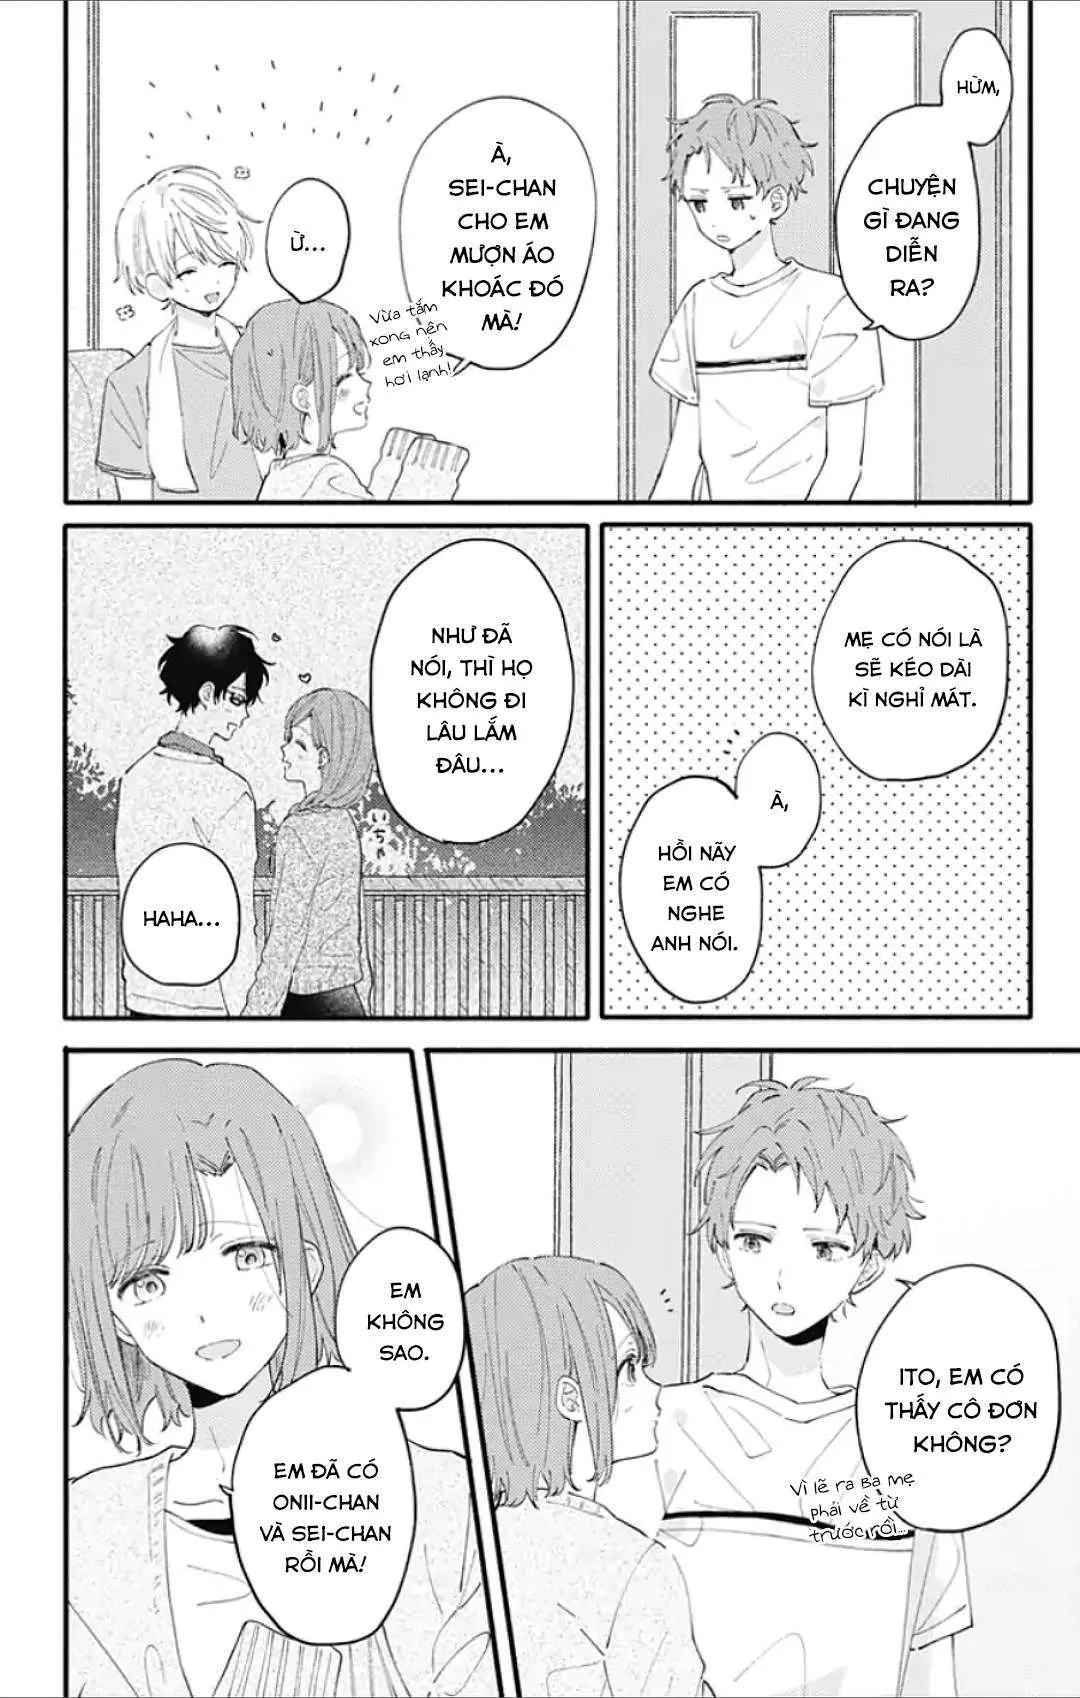 HỪM,
CHUYỆN
GÌ ĐANG
DIỄN
RA?
À,
SEI-CHAN
CHO EM
MƯỢN ÁO
KHOÁC ĐÓ
MÀ!
Vừa tắm
xong nên
em thấy
hơi lạnh!
Ừ...
MẸ CÓ NÓI LÀ
SẼ KÉO DÀI
KÌ NGHỈ MÁT.
À,
HỒI NÃY
EM CÓ
NGHE
ANH NÓI.
NHƯ ĐÃ
NÓI, THÌ HỌ
KHÔNG ĐI
LÂU LẮM
ĐÂU...
HAHA...
ITO, EM CÓ
THẤY CÔ ĐƠN
KHÔNG?
Vì lẽ ra Ba mẹ
phải về từ
trước rồi...
EM
KHÔNG
SAO.
EM ĐÃ CÓ
ONII-CHAN
VÀ SEI-CHAN
RỒI MÀ!